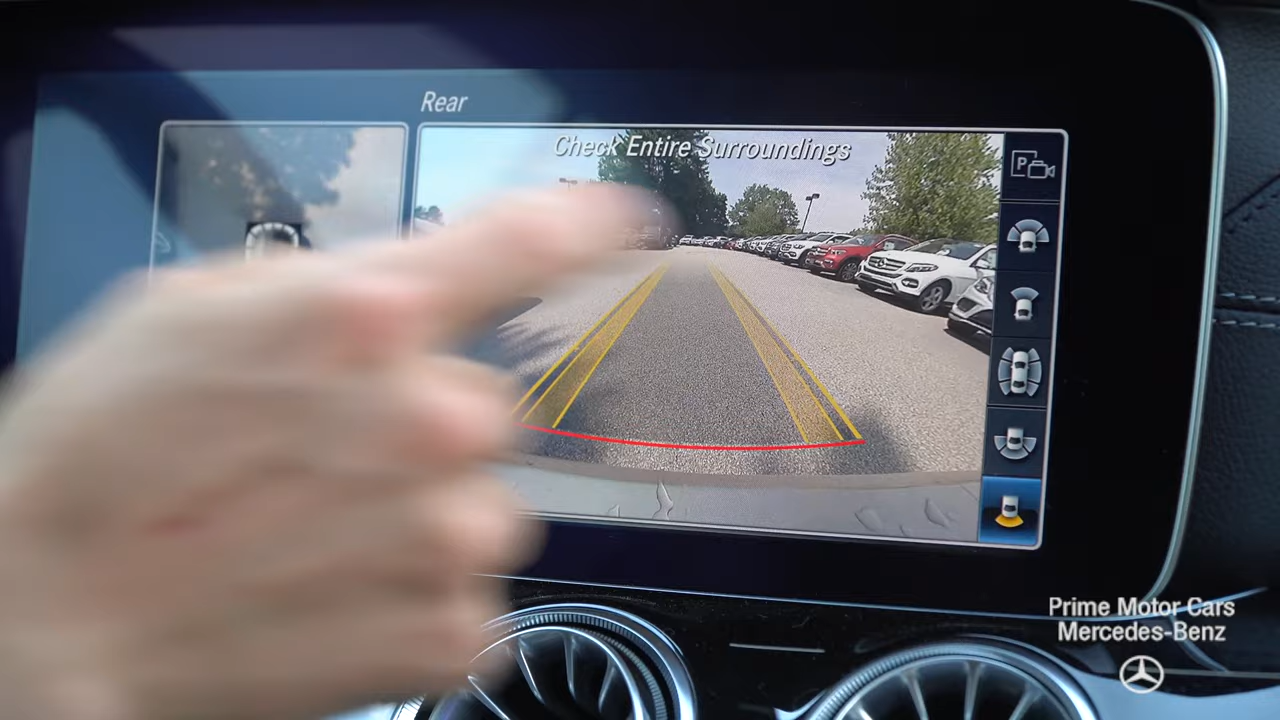 Rear
Check Entire Surroundings
P
Prime Motor Cars
Mercedes-Benz